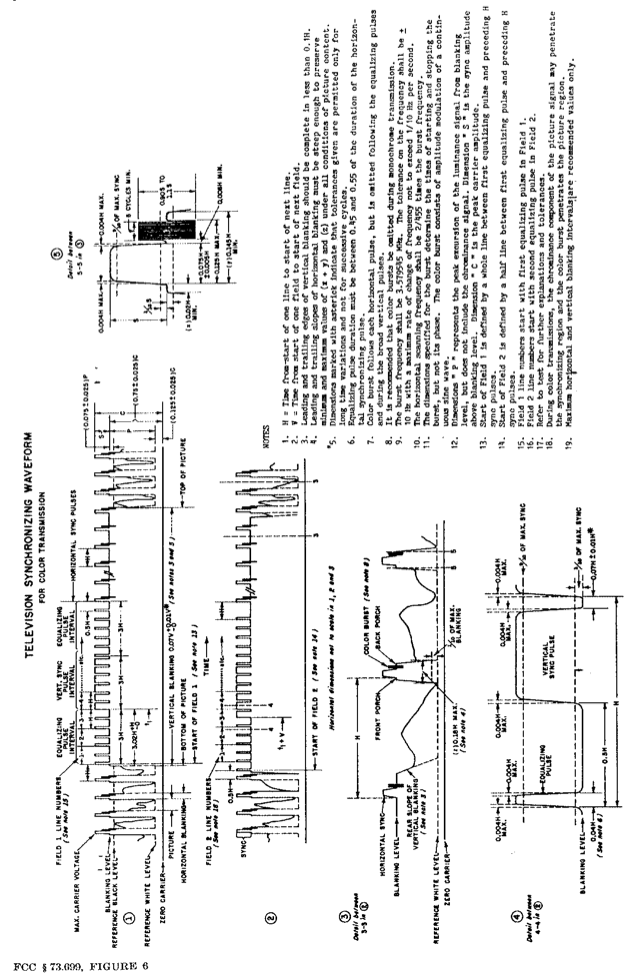 TELEVISION SYNCHRONIZING WAVEFORM
FOR COLOR TRANSMISSION
FIELD 1 LINE NUMBERS
(See note 15)
EQUALIZING
PULSE
INTERVAL
VERT. SYNC
PULSE
INTERVAL
EQUALIZING
PULSE
INTERVAL
HORIZONTAL SYNC PULSES
0.5H
H
3H
3H
3H
(0.075±0.025)P
(0.75±0.025)C
(0.125±0.025)C
S
P
C
MAX. CARRIER VOLTAGE
BLANKING LEVEL
REFERENCE BLACK LEVEL
①
REFERENCE WHITE LEVEL
ZERO CARRIER
PICTURE
HORIZONTAL BLANKING
BOTTOM OF PICTURE
START OF FIELD 1 (See note 13)
VERTICAL BLANKING 0.07V (See notes 3 and 5)
TOP OF PICTURE
TIME
FIELD 2 LINE NUMBERS
(See note 15)
SYNC
0.5H
②
t₁+V
START OF FIELD 2 (See note 14)
Horizontal dimensions not to scale in 1, 2 and 3
③
Detail between
3-3 in ②
HORIZONTAL SYNC
BLANKING LEVEL
REAR SLOPE OF
VERTICAL BLANKING
(See note 3)
REFERENCE WHITE LEVEL
ZERO CARRIER
H
FRONT PORCH
COLOR BURST (See note 8)
BACK PORCH
(z) 0.18H MAX.
(See note 4)
1/10 OF MAX.
BLANKING
5
5
④
Detail between
4-4 in ②
0.004H
MAX.
0.004H
MAX.
EQUALIZING
PULSE
0.004H
MAX.
VERTICAL
SYNC PULSE
0.004H
MAX.
0.004H
MAX.
9/10 OF MAX. SYNC
1/10 OF MAX. SYNC
0.07H±0.01H
BLANKING LEVEL
0.04H
(See note 6)
0.5H
H
⑤
Detail between
5-5 in ③
0.004H MAX.
0.004H MAX.
9/10 OF MAX. SYNC
8 CYCLES MIN.
0.90S TO
1.1S
S
0.006H MIN.
0.075H
±0.005H
0.125H MAX.
(x) 0.02H
MIN.
MIN.
NOTES
1. H = Time from start of one line to start of next line.
2. V = Time from start of one field to start of next field.
3. Leading and trailing edges of vertical blanking should be complete in less than 0.1H.
4. Leading and trailing slopes of horizontal blanking must be steep enough to preserve
minimum and maximum values of (x + y) and (z) under all conditions of picture content.
*5. Dimensions marked with asterick indicate that tolerances given are permitted only for
long time variations and not for successive cycles.
6. Equalizing pulse duration must be between 0.45 and 0.55 of the duration of the horizon-
tal synchronizing pulse.
7. Color burst follows each horizontal pulse, but is omitted following the equalizing pulses
and during the broad vertical pulses.
8. It is recommended that color bursts be omitted during monochrome transmission.
9. The burst frequency shall be 3.579595 MHz. The tolerance on the frequency shall be ±
10 Hz with a maximum rate of change of frequency not to exceed 1/10 Hz per second.
10. The horizontal scanning frequency shall be 2/455 times the burst frequency.
11. The dimensions specified for the burst determine the times of starting and stopping the
burst, but not its phase. The color burst consists of amplitude modulation of a contin-
uous sine wave.
12. Dimensions " P " represents the peak excursion of the luminance signal from blanking
level, but does not include the chrominance signal. Dimension " S " is the sync amplitude
above blanking level. Dimension " C " is the peak carrier amplitude.
13. Start of Field 1 is defined by a whole line between first equalizing pulse and preceding H
sync pulses.
14. Start of Field 2 is defined by a half line between first equalizing pulse and preceding H
sync pulses.
15. Field 1 line numbers start with first equalizing pulse in Field 1.
16. Field 2 line numbers start with second equalizing pulse in Field 2.
17. Refer to test for further explanations and tolerances.
18. During color transmissions, the chrominance component of the picture signal may penetrate
the synchronizing region and the color burst penetrates the picture region.
19. Maximum horizontal and vertical blanking intervals are recommended values only.
FCC § 73.699, FIGURE 6